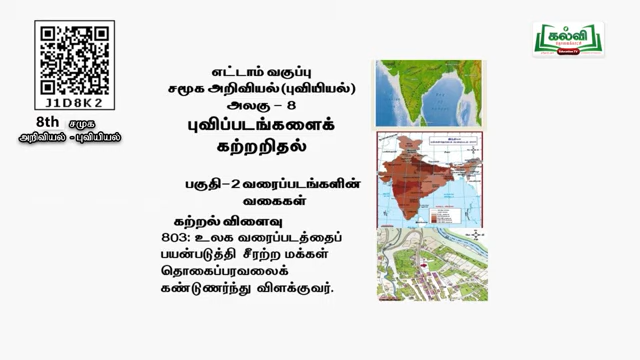 J1D8K2
8th சமூக
அறிவியல் - புவியியல்
எட்டாம் வகுப்பு
சமூக அறிவியல் (புவியியல்)
அலகு – 8
புவிப்படங்களைக்
கற்றறிதல்
பகுதி-2 வரைப்படங்களின்
வகைகள்
கற்றல் விளைவு
803: உலக வரைபடத்தைப்
பயன்படுத்தி சீரற்ற மக்கள்
தொகைப்பரவலைக்
கண்டுணர்ந்து விளக்குவர்.
கல்வி